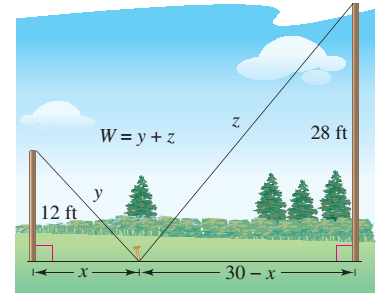 z
W = y + z
28 ft
y
12 ft
x
30 – x